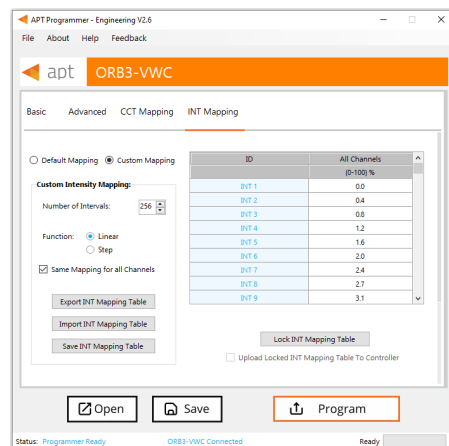 APT Programmer - Engineering V2.6
File About Help Feedback
apt ORB3-VWC
Basic Advanced CCT Mapping INT Mapping
Default Mapping Custom Mapping
Custom Intensity Mapping:
Number of Intervals: 256
Function: Linear
Step
Same Mapping for all Channels
Export INT Mapping Table
Import INT Mapping Table
Save INT Mapping Table
ID All Channels
(0-100) %
INT 1 0.0
INT 2 0.4
INT 3 0.8
INT 4 1.2
INT 5 1.6
INT 6 2.0
INT 7 2.4
INT 8 2.7
INT 9 3.1
Lock INT Mapping Table
Upload Locked INT Mapping Table To Controller
Open Save Program
Status: Programmer Ready ORB3-VWC Connected Ready